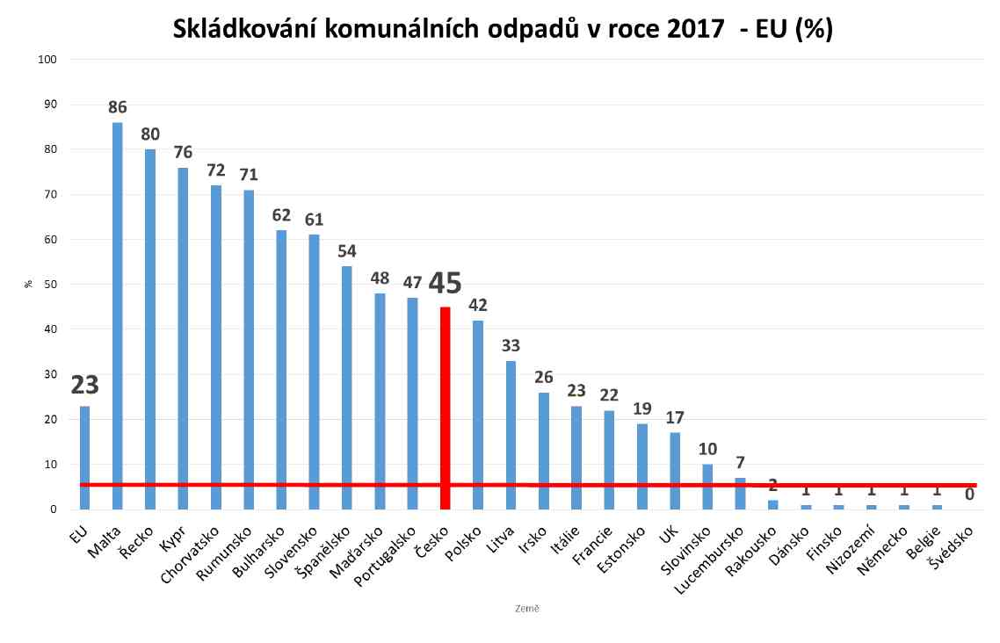 Skládkování komunálních odpadů v roce 2017 - EU (%)
100
90
80
70
60
50
40
30
20
10
0
%
23
86
80
76
72
71
62
61
54
48
47
45
42
33
26
23
22
19
17
10
7
2
1
1
1
1
1
0
EU
Malta
Řecko
Kypr
Chorvatsko
Rumunsko
Bulharsko
Slovensko
Španělsko
Maďarsko
Portugalsko
Česko
Polsko
Litva
Irsko
Itálie
Francie
Estonsko
UK
Slovinsko
Lucembursko
Rakousko
Dánsko
Finsko
Nizozemí
Německo
Belgie
Švédsko
Země